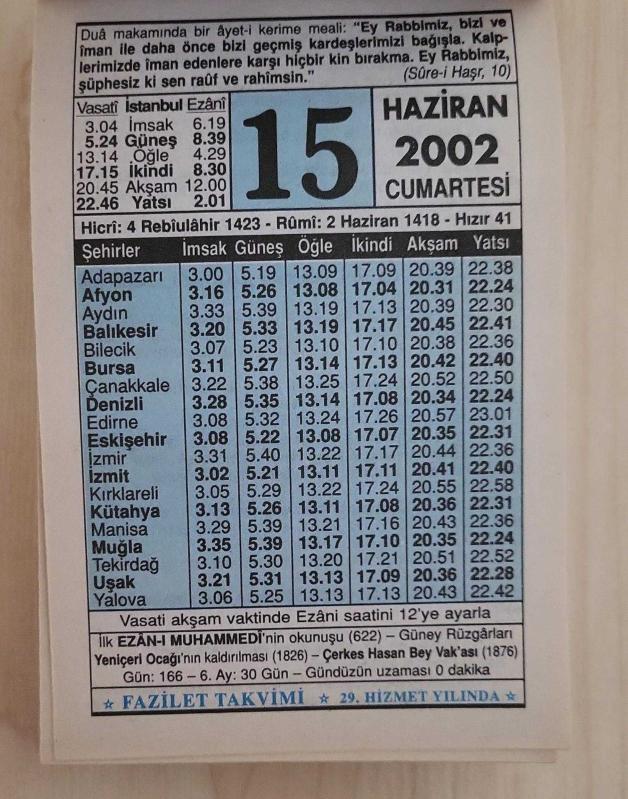 Duâ makamında bir âyet-i kerime meali: "Ey Rabbimiz, bizi ve
îman ile daha önce bizi geçmiş kardeşlerimizi bağışla. Kalp-
lerimizde îman edenlere karşı hiçbir kin bırakma. Ey Rabbimiz,
şüphesiz ki sen raûf ve rahîmsin." (Sûre-i Haşr, 10)
Vasatî İstanbul Ezânî
3.04 İmsak 6.19
5.24 Güneş 8.39
13.14 Öğle 4.29
17.15 İkindi 8.30
20.45 Akşam 12.00
22.46 Yatsı 2.01
15
HAZİRAN
2002
CUMARTESİ
Hicrî: 4 Rebîulâhir 1423 - Rûmî: 2 Haziran 1418 - Hızır 41
Şehirler İmsak Güneş Öğle İkindi Akşam Yatsı
Adapazarı 3.00 5.19 13.09 17.09 20.39 22.38
Afyon 3.16 5.26 13.08 17.04 20.31 22.24
Aydın 3.33 5.39 13.19 17.13 20.39 22.30
Balıkesir 3.20 5.33 13.19 17.17 20.45 22.41
Bilecik 3.07 5.23 13.10 17.10 20.38 22.36
Bursa 3.11 5.27 13.14 17.13 20.42 22.40
Çanakkale 3.22 5.38 13.25 17.24 20.52 22.50
Denizli 3.28 5.35 13.14 17.08 20.34 22.24
Edirne 3.08 5.32 13.24 17.26 20.57 23.01
Eskişehir 3.08 5.22 13.08 17.07 20.35 22.31
İzmir 3.31 5.40 13.22 17.17 20.44 22.36
İzmit 3.02 5.21 13.11 17.11 20.41 22.40
Kırklareli 3.05 5.29 13.22 17.24 20.55 22.58
Kütahya 3.13 5.26 13.11 17.08 20.36 22.31
Manisa 3.29 5.39 13.21 17.16 20.43 22.36
Muğla 3.35 5.39 13.17 17.10 20.35 22.24
Tekirdağ 3.10 5.30 13.20 17.21 20.51 22.52
Uşak 3.21 5.31 13.13 17.09 20.36 22.28
Yalova 3.06 5.25 13.13 17.13 20.43 22.42
Vasati akşam vaktinde Ezâni saatini 12'ye ayarla
İlk EZÂN-I MUHAMMEDÎ'nin okunuşu (622) – Güney Rüzgârları
Yeniçeri Ocağı'nın kaldırılması (1826) – Çerkes Hasan Bey Vak'ası (1876)
Gün: 166 – 6. Ay: 30 Gün – Gündüzün uzaması 0 dakika
☆ FAZİLET TAKVİMİ ☆ 29. HİZMET YILINDA ☆